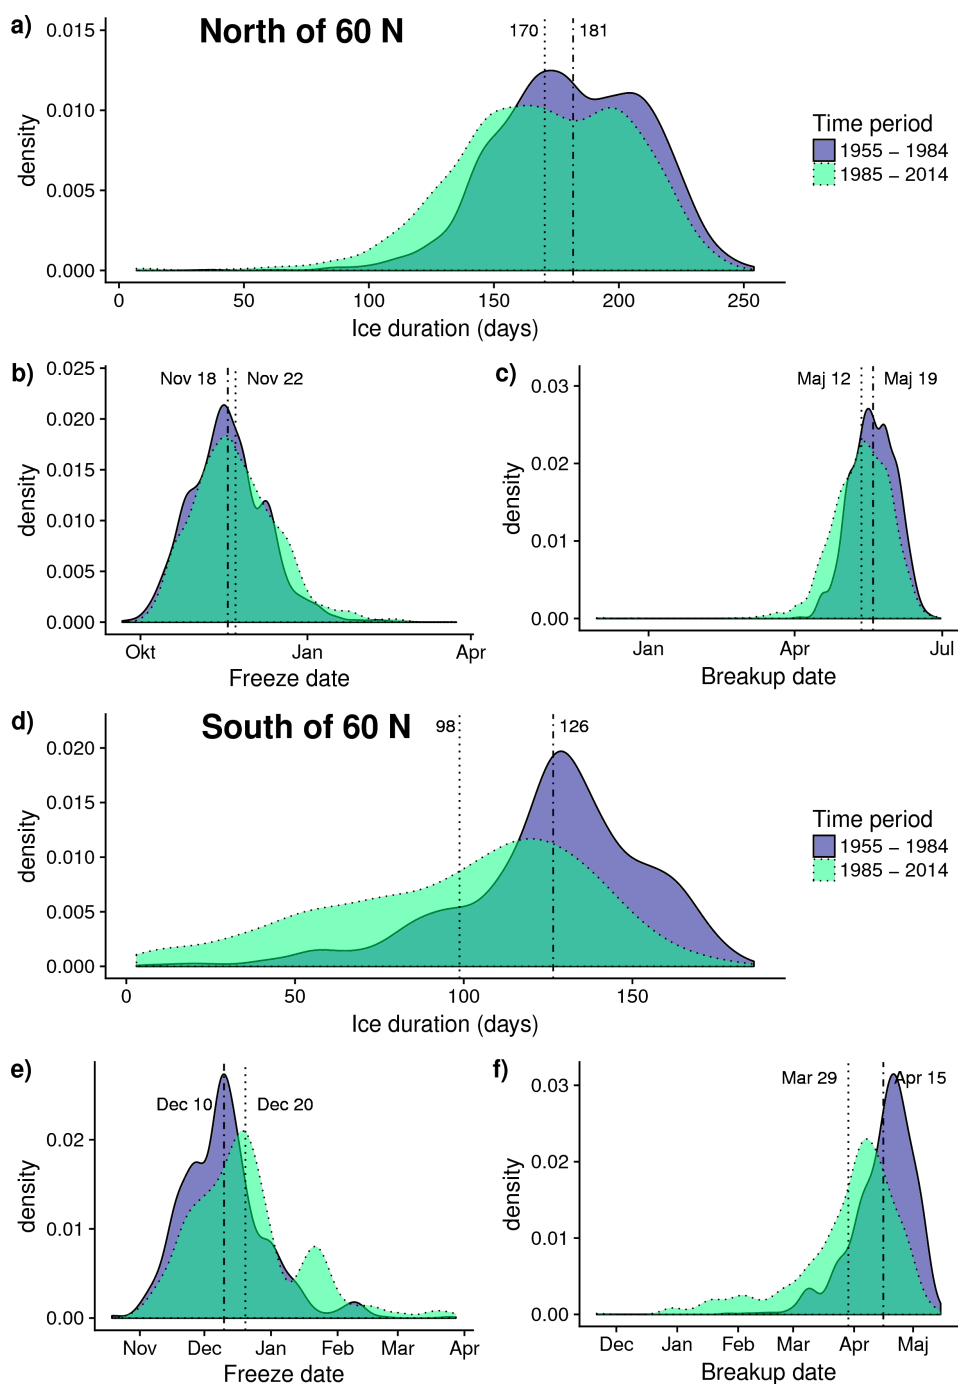 a)
North of 60 N
170
181
0.015
0.010
0.005
0.000
density
0
50
100
150
200
250
Ice duration (days)
Time period
1955 – 1984
1985 – 2014
b)
Nov 18
Nov 22
0.025
0.020
0.015
0.010
0.005
0.000
density
Okt
Jan
Apr
Freeze date
c)
Maj 12
Maj 19
0.03
0.02
0.01
0.00
density
Jan
Apr
Jul
Breakup date
d)
South of 60 N
98
126
0.020
0.015
0.010
0.005
0.000
density
0
50
100
150
Ice duration (days)
Time period
1955 – 1984
1985 – 2014
e)
Dec 10
Dec 20
0.02
0.01
0.00
density
Nov
Dec
Jan
Feb
Mar
Apr
Freeze date
f)
Mar 29
Apr 15
0.03
0.02
0.01
0.00
density
Dec
Jan
Feb
Mar
Apr
Maj
Breakup date